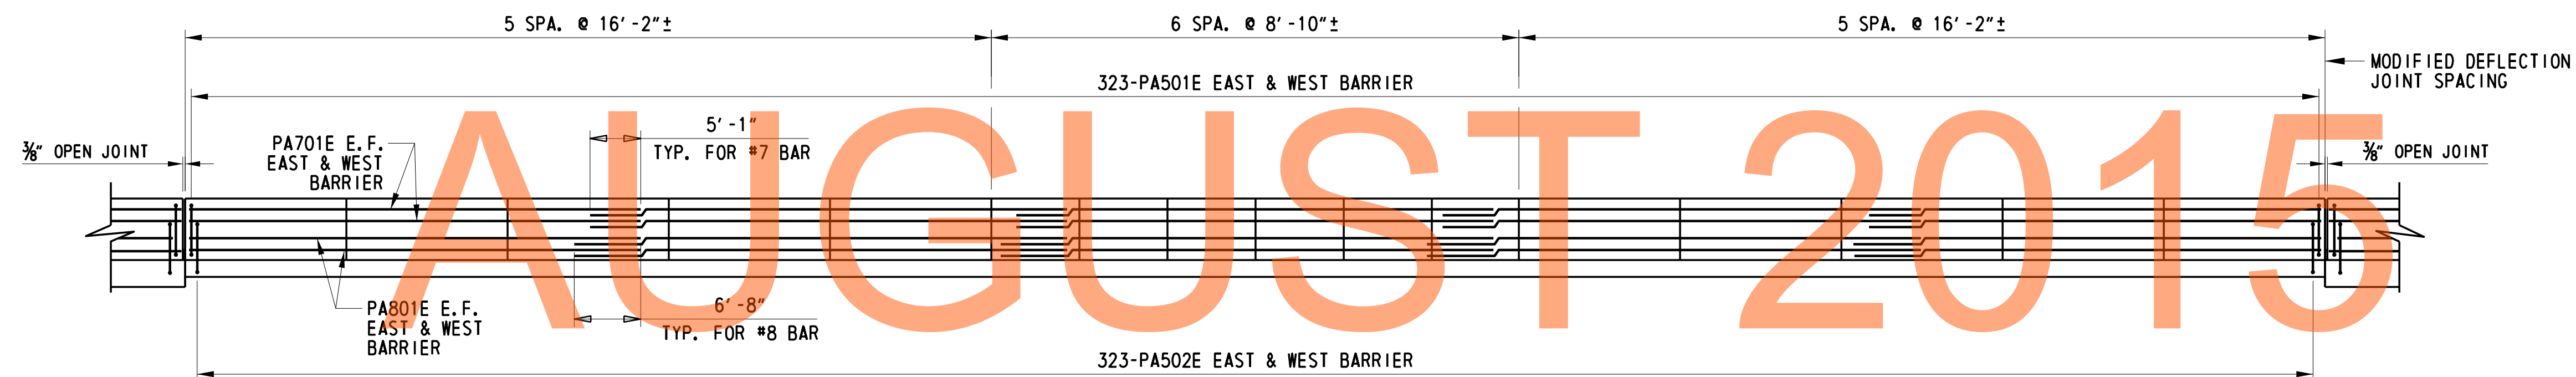 5 SPA. @ 16'-2"±
6 SPA. @ 8'-10"±
5 SPA. @ 16'-2"±
MODIFIED DEFLECTION
JOINT SPACING
323-PA501E EAST & WEST BARRIER
5'-1"
TYP. FOR #7 BAR
PA701E E.F.
EAST & WEST
BARRIER
⅜" OPEN JOINT
⅜" OPEN JOINT
AUGUST 2015
PA801E E.F.
EAST & WEST
BARRIER
6'-8"
TYP. FOR #8 BAR
323-PA502E EAST & WEST BARRIER